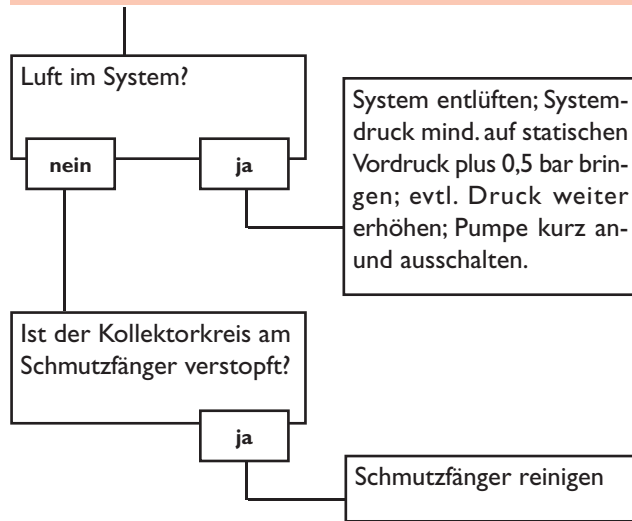 Luft im System?
nein
ja
System entlüften; System-
druck mind. auf statischen
Vordruck plus 0,5 bar brin-
gen; evtl. Druck weiter
erhöhen; Pumpe kurz an-
und ausschalten.
Ist der Kollektorkreis am
Schmutzfänger verstopft?
ja
Schmutzfänger reinigen